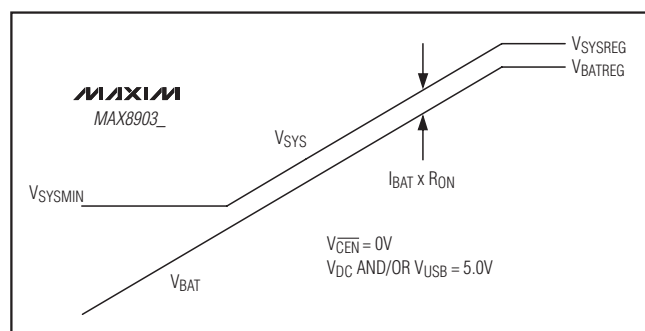 VSYSREG
VBATREG
MAXIM
MAX8903_
VSYS
IBAT x RON
VSYSMIN
VCEN = 0V
VDC AND/OR VUSB = 5.0V
VBAT